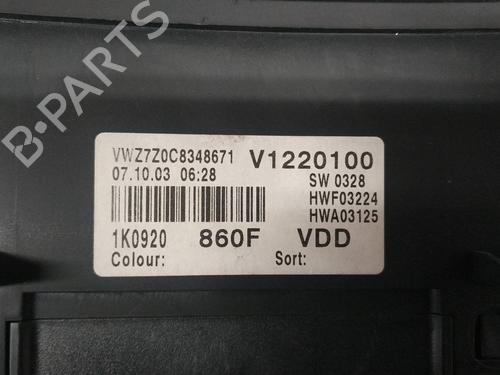 VWZ7Z0C8348671 V1220100
07.10.03 06:28 SW 0328
HWF03224
HWA03125
1K0920 860F VDD
Colour: Sort:
B-PARTS